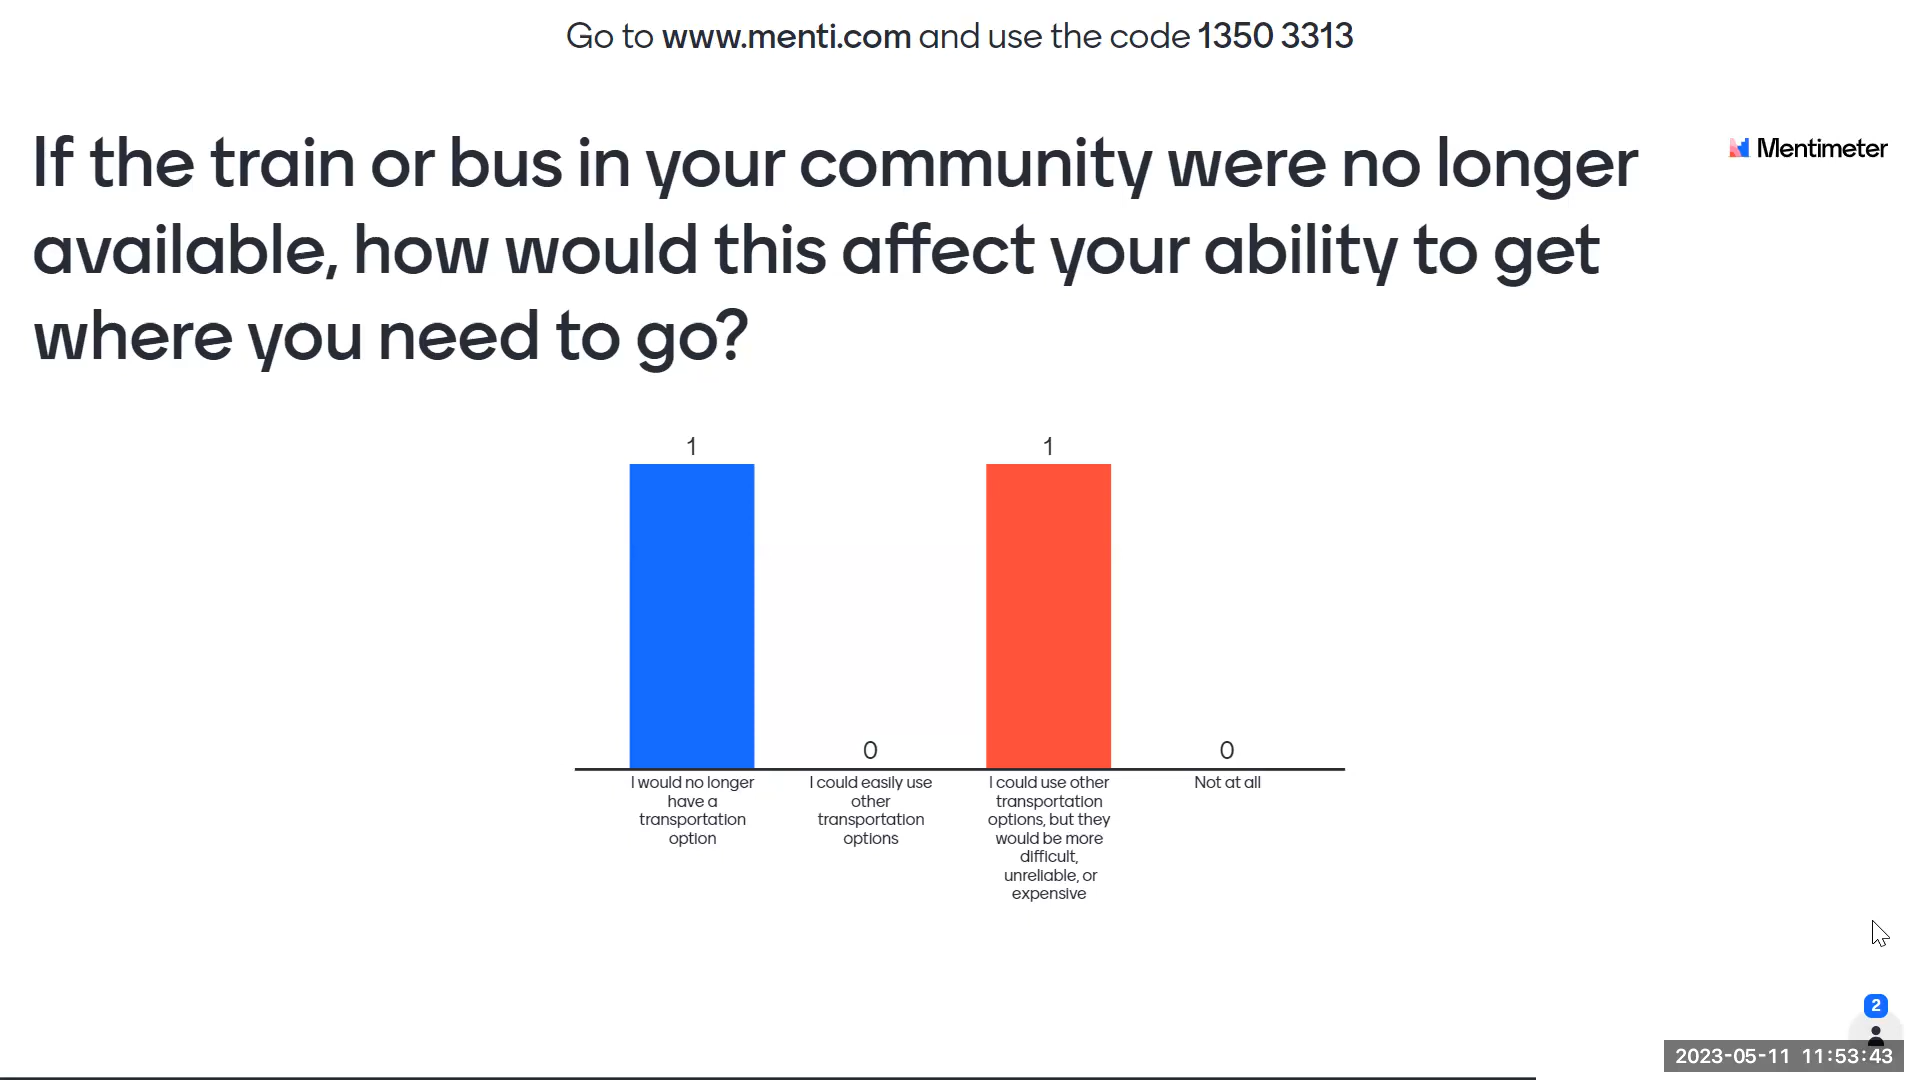 Go to www.menti.com and use the code 1350 3313
If the train or bus in your community were no longer
available, how would this affect your ability to get
where you need to go?
Mentimeter
1
0
1
0
I would no longer
have a
transportation
option
I could easily use
other
transportation
options
I could use other
transportation
options, but they
would be more
difficult,
unreliable, or
expensive
Not at all
2
2023-05-11 11:53:43